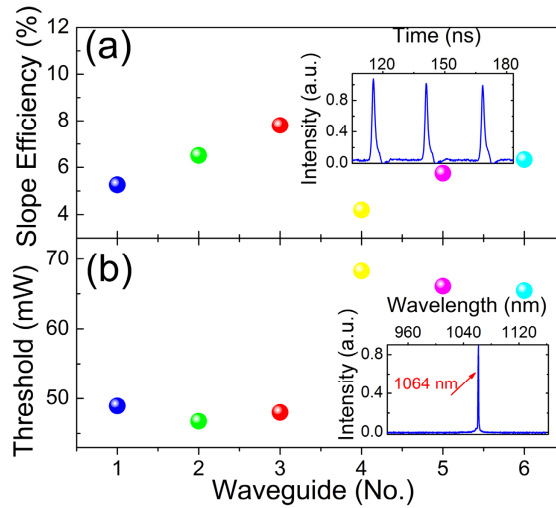 Slope Efficiency (%)
12
10
8
6
4
(a)
Time (ns)
120 150 180
Intensity (a.u.)
0.8
0.4
0.0
Threshold (mW)
70
60
50
(b)
Wavelength (nm)
960 1040 1120
Intensity (a.u.)
0.8
0.4
0.0
1064 nm
1 2 3 4 5 6
Waveguide (No.)